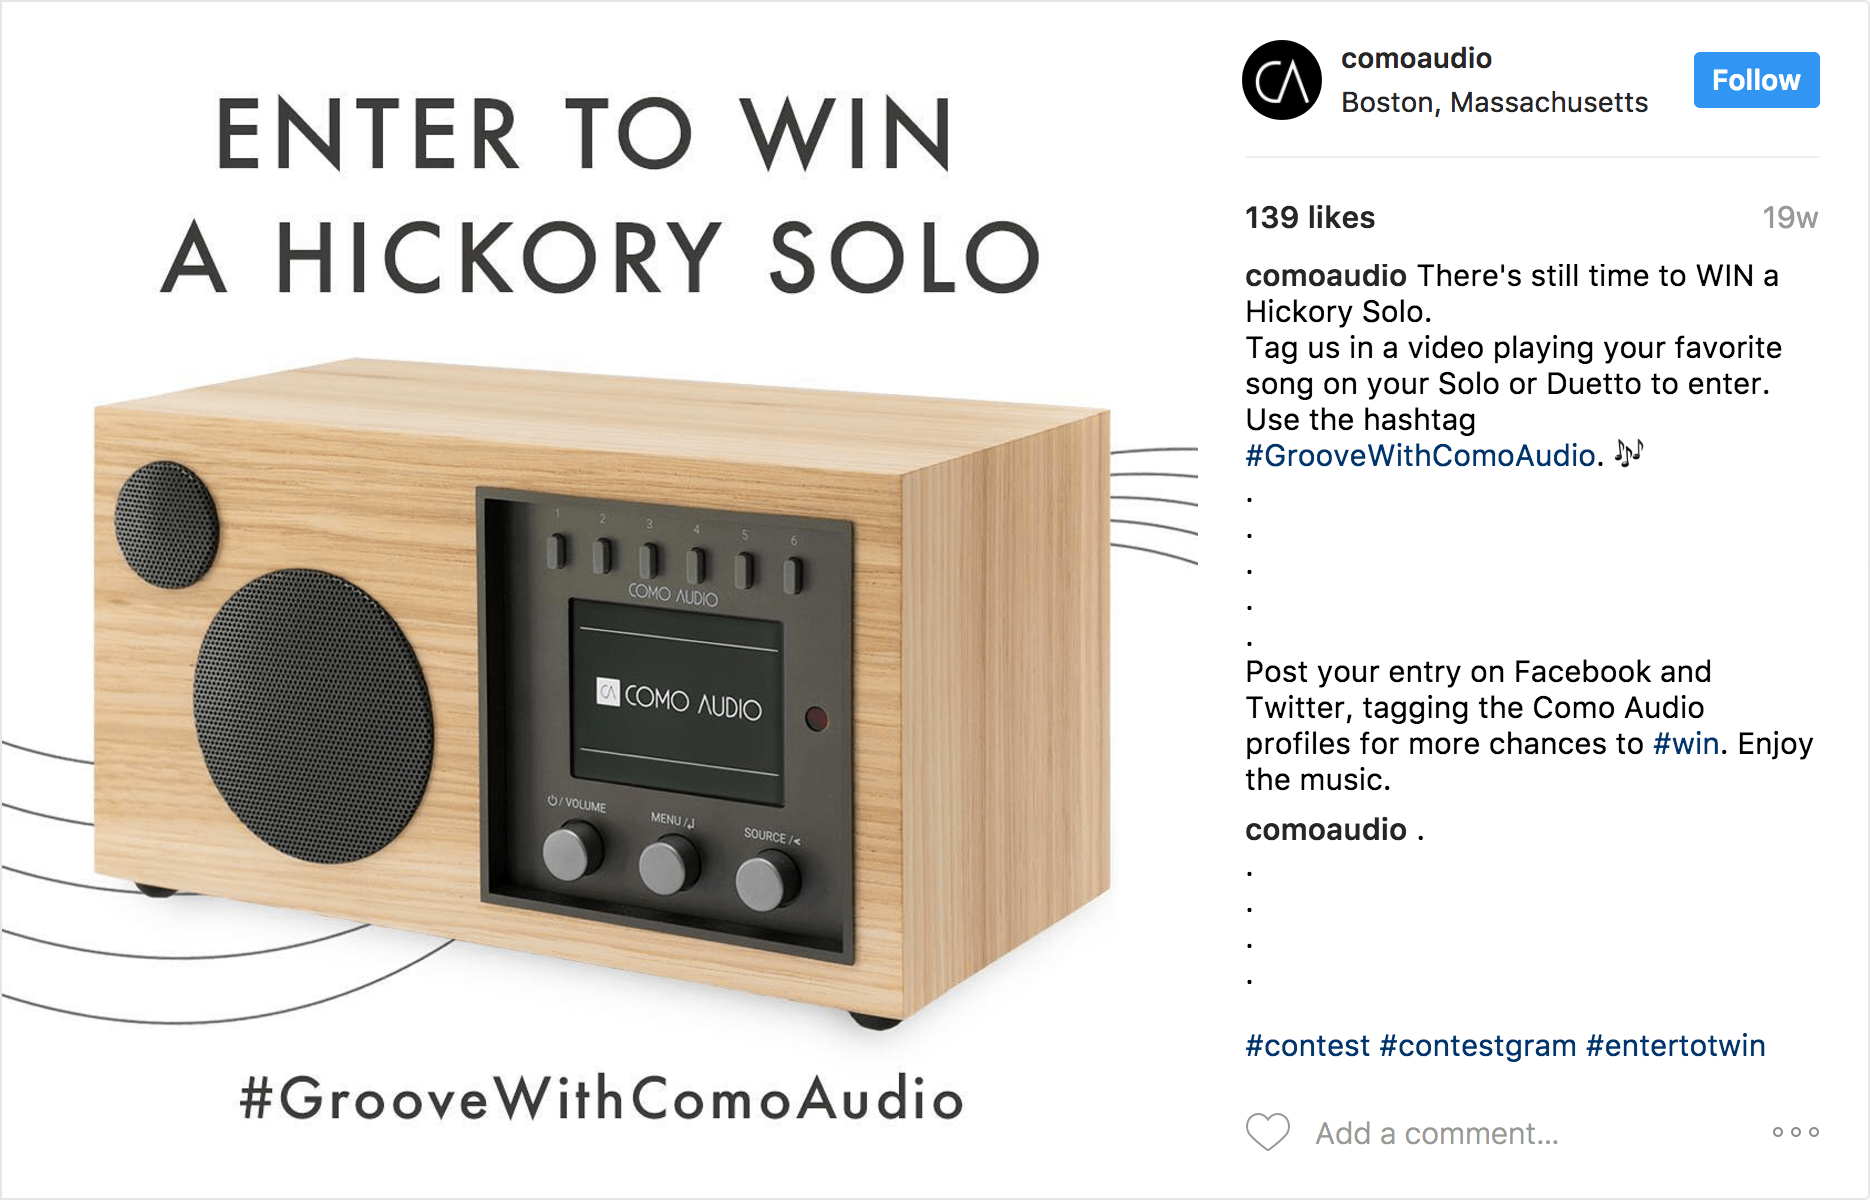 ENTER TO WIN
A HICKORY SOLO
1 2 3 4 5 6
COMO AUDIO
CA COMO AUDIO
⏻/ VOLUME
MENU /↲
SOURCE /<
#GrooveWithComoAudio
CA
comoaudio
Boston, Massachusetts
Follow
139 likes
19w
comoaudio There's still time to WIN a
Hickory Solo.
Tag us in a video playing your favorite
song on your Solo or Duetto to enter.
Use the hashtag
#GrooveWithComoAudio. 🎶
.
.
.
.
.
Post your entry on Facebook and
Twitter, tagging the Como Audio
profiles for more chances to #win. Enjoy
the music.
comoaudio .
.
.
.
.
#contest #contestgram #entertotwin
Add a comment...